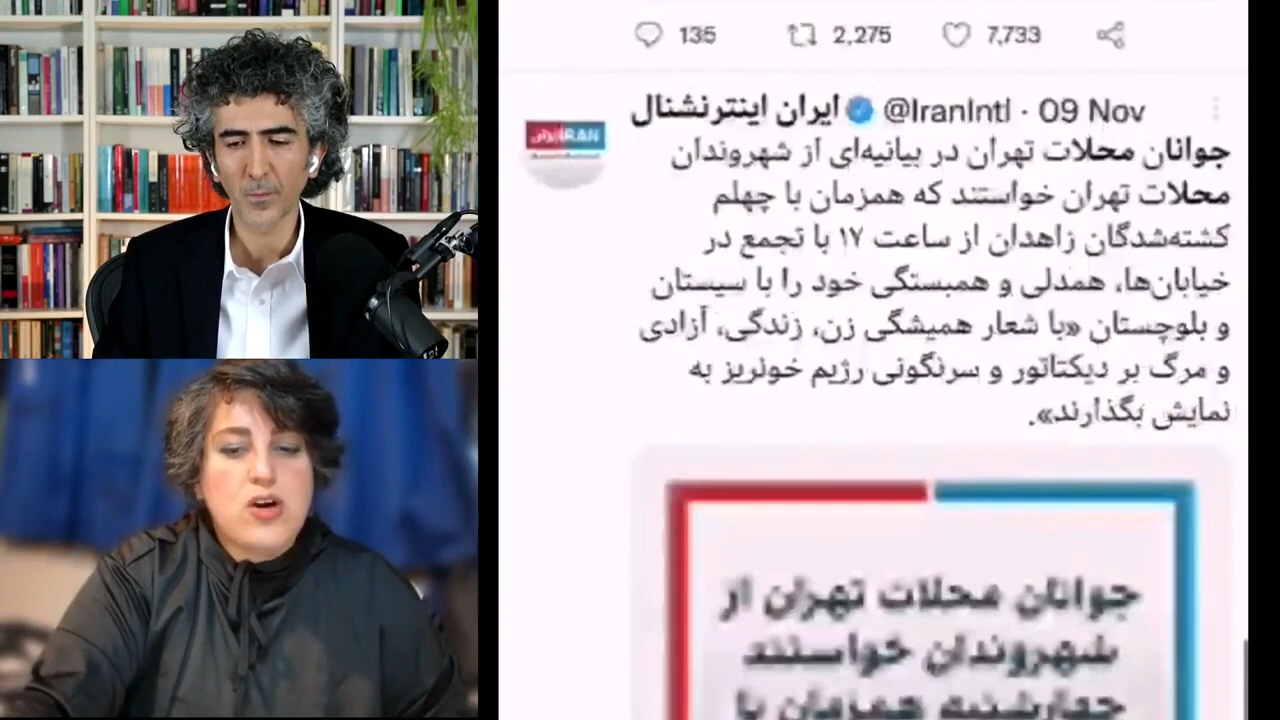 135 2,275 7,733
ایران اینترنشنال @IranIntl · 09 Nov
جوانان محلات تهران در بیانیه‌ای از شهروندان
محلات تهران خواستند که همزمان با چهلم
کشته‌شدگان زاهدان از ساعت ۱۷ با تجمع در
خیابان‌ها، همدلی و همبستگی خود را با سیستان
و بلوچستان «با شعار همیشگی زن، زندگی، آزادی
و مرگ بر دیکتاتور و سرنگونی رژیم خونریز به
نمایش بگذارند».
جوانان محلات تهران از
شهروندان خواستند
چهارشنبه همزمان با